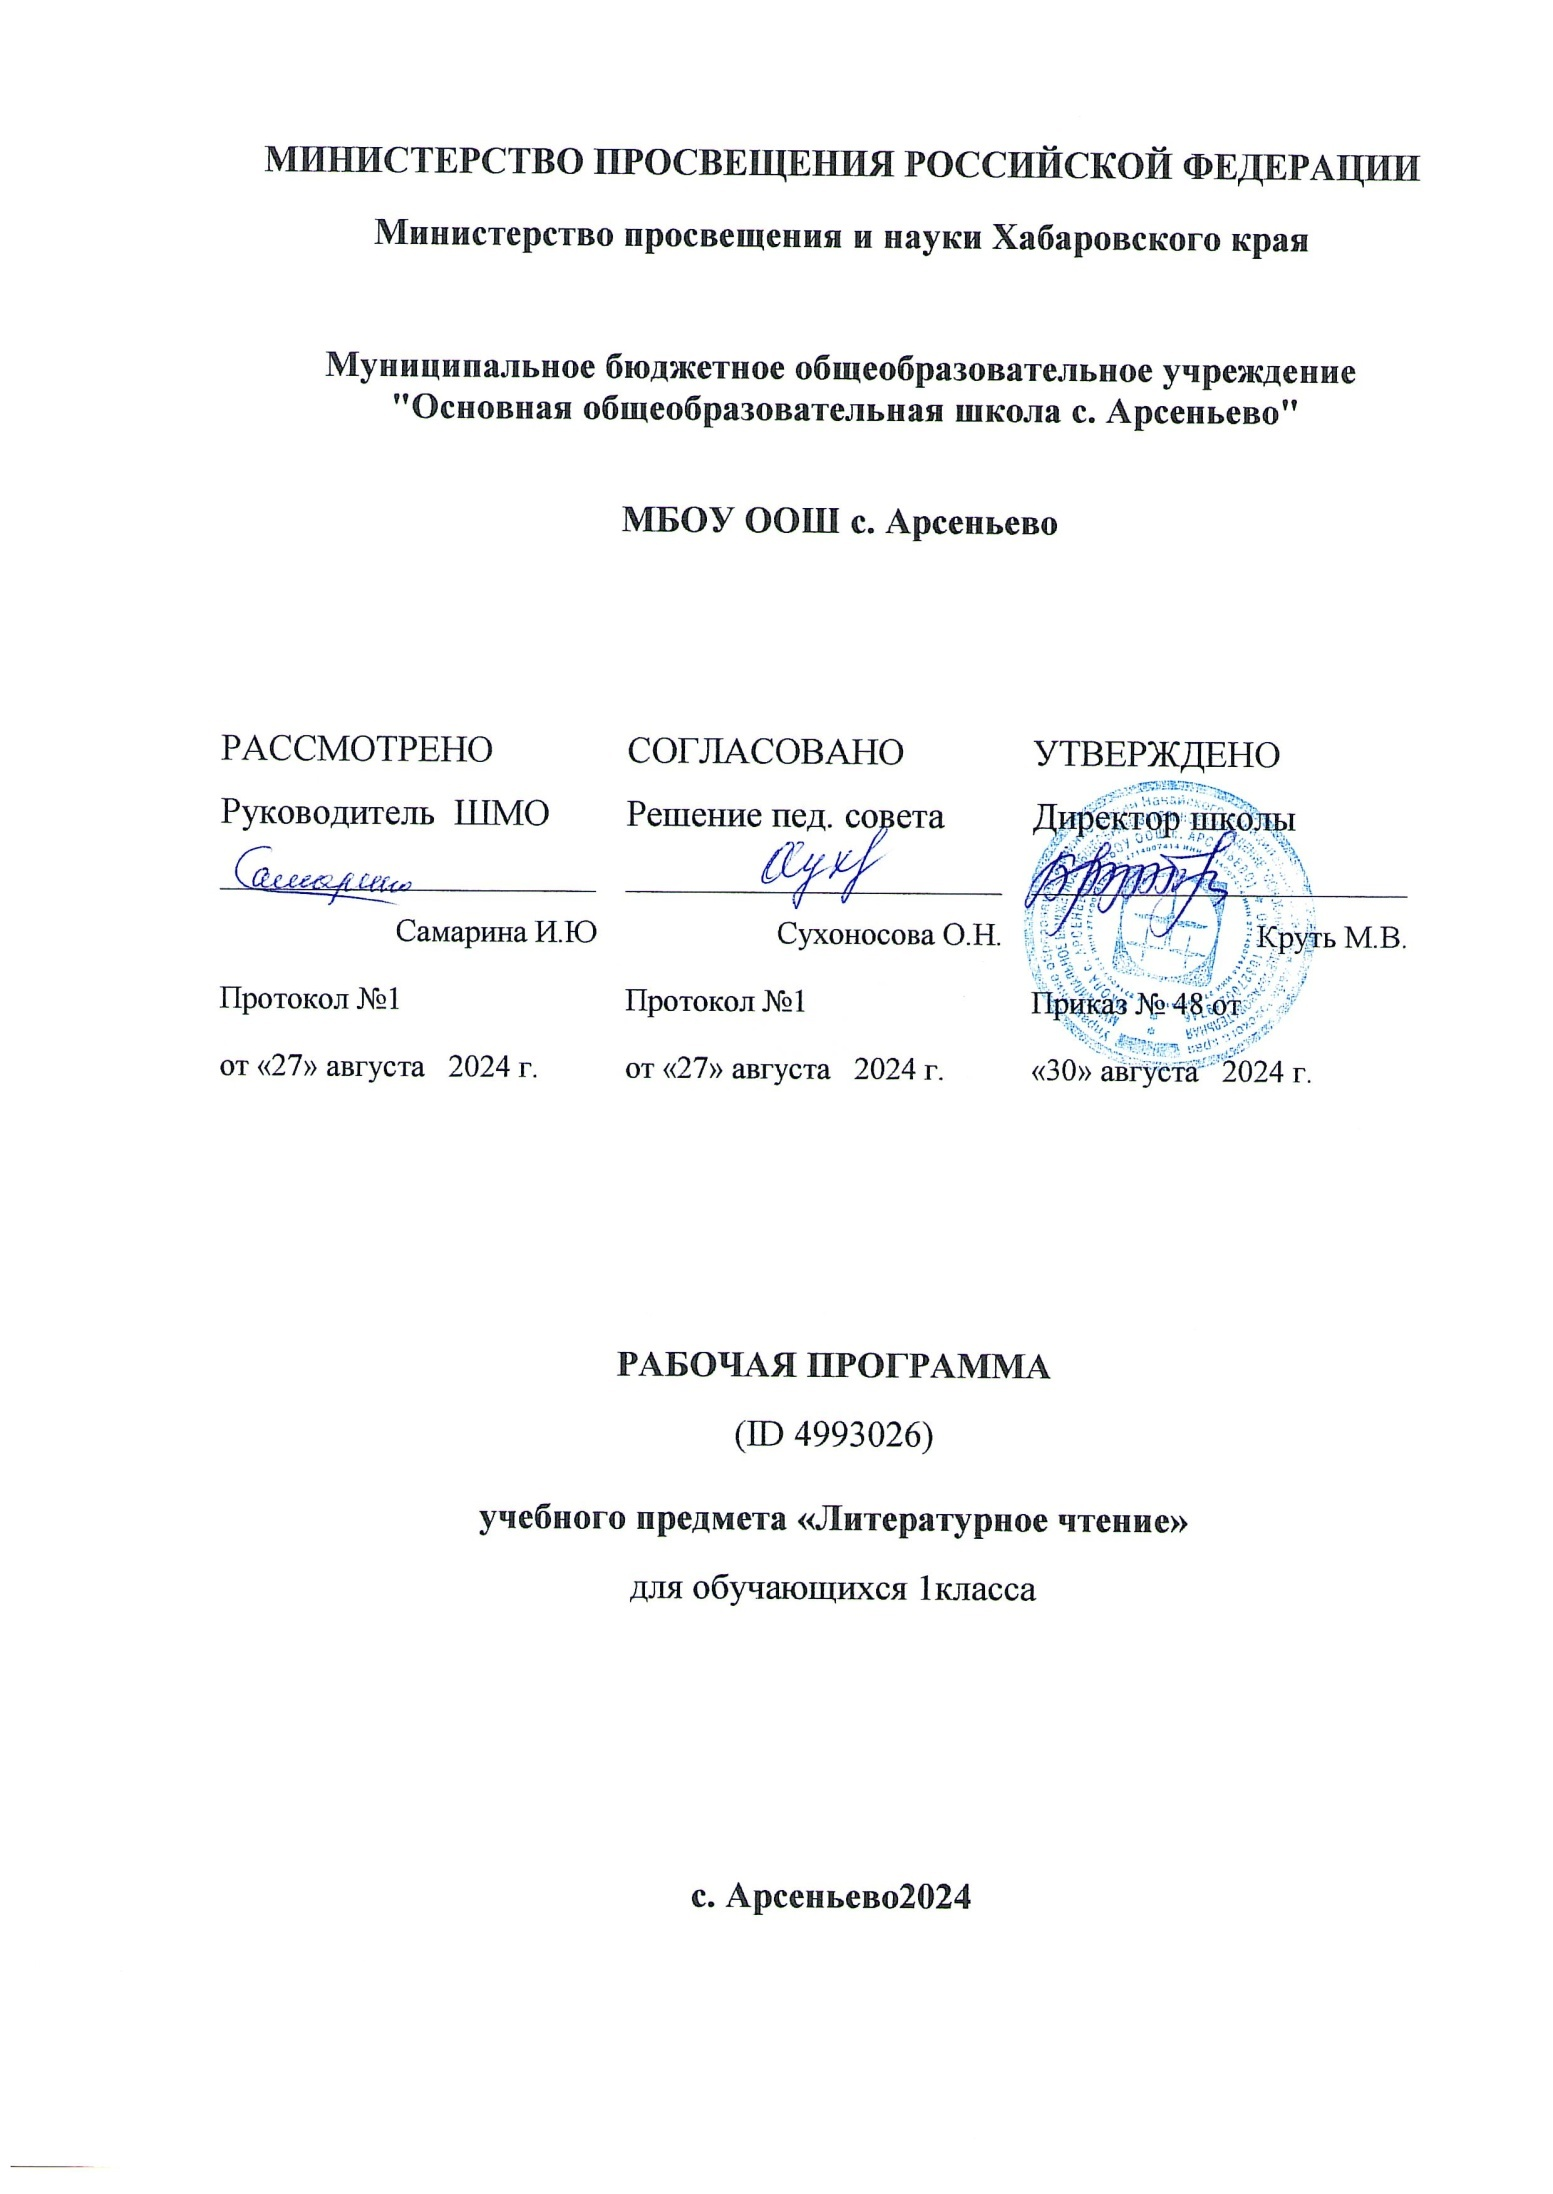 МИНИСТЕРСТВО ПРОСВЕЩЕНИЯ РОССИЙСКОЙ ФЕДЕРАЦИИ
Министерство просвещения и науки Хабаровского края
Муниципальное бюджетное общеобразовательное учреждение
"Основная общеобразовательная школа с. Арсеньево"
МБОУ ООШ с. Арсеньево
РАССМОТРЕНО
Руководитель ШМО
Самарина И.Ю
Протокол №1
от «27» августа 2024 г.
СОГЛАСОВАНО
Решение пед. совета
Сухоносова О.Н.
Протокол №1
от «27» августа 2024 г.
УТВЕРЖДЕНО
Директор школы
Круть М.В.
Приказ № 48 от
«30» августа 2024 г.
РАБОЧАЯ ПРОГРАММА
(ID 4993026)
учебного предмета «Литературное чтение»
для обучающихся 1класса
с. Арсеньево2024